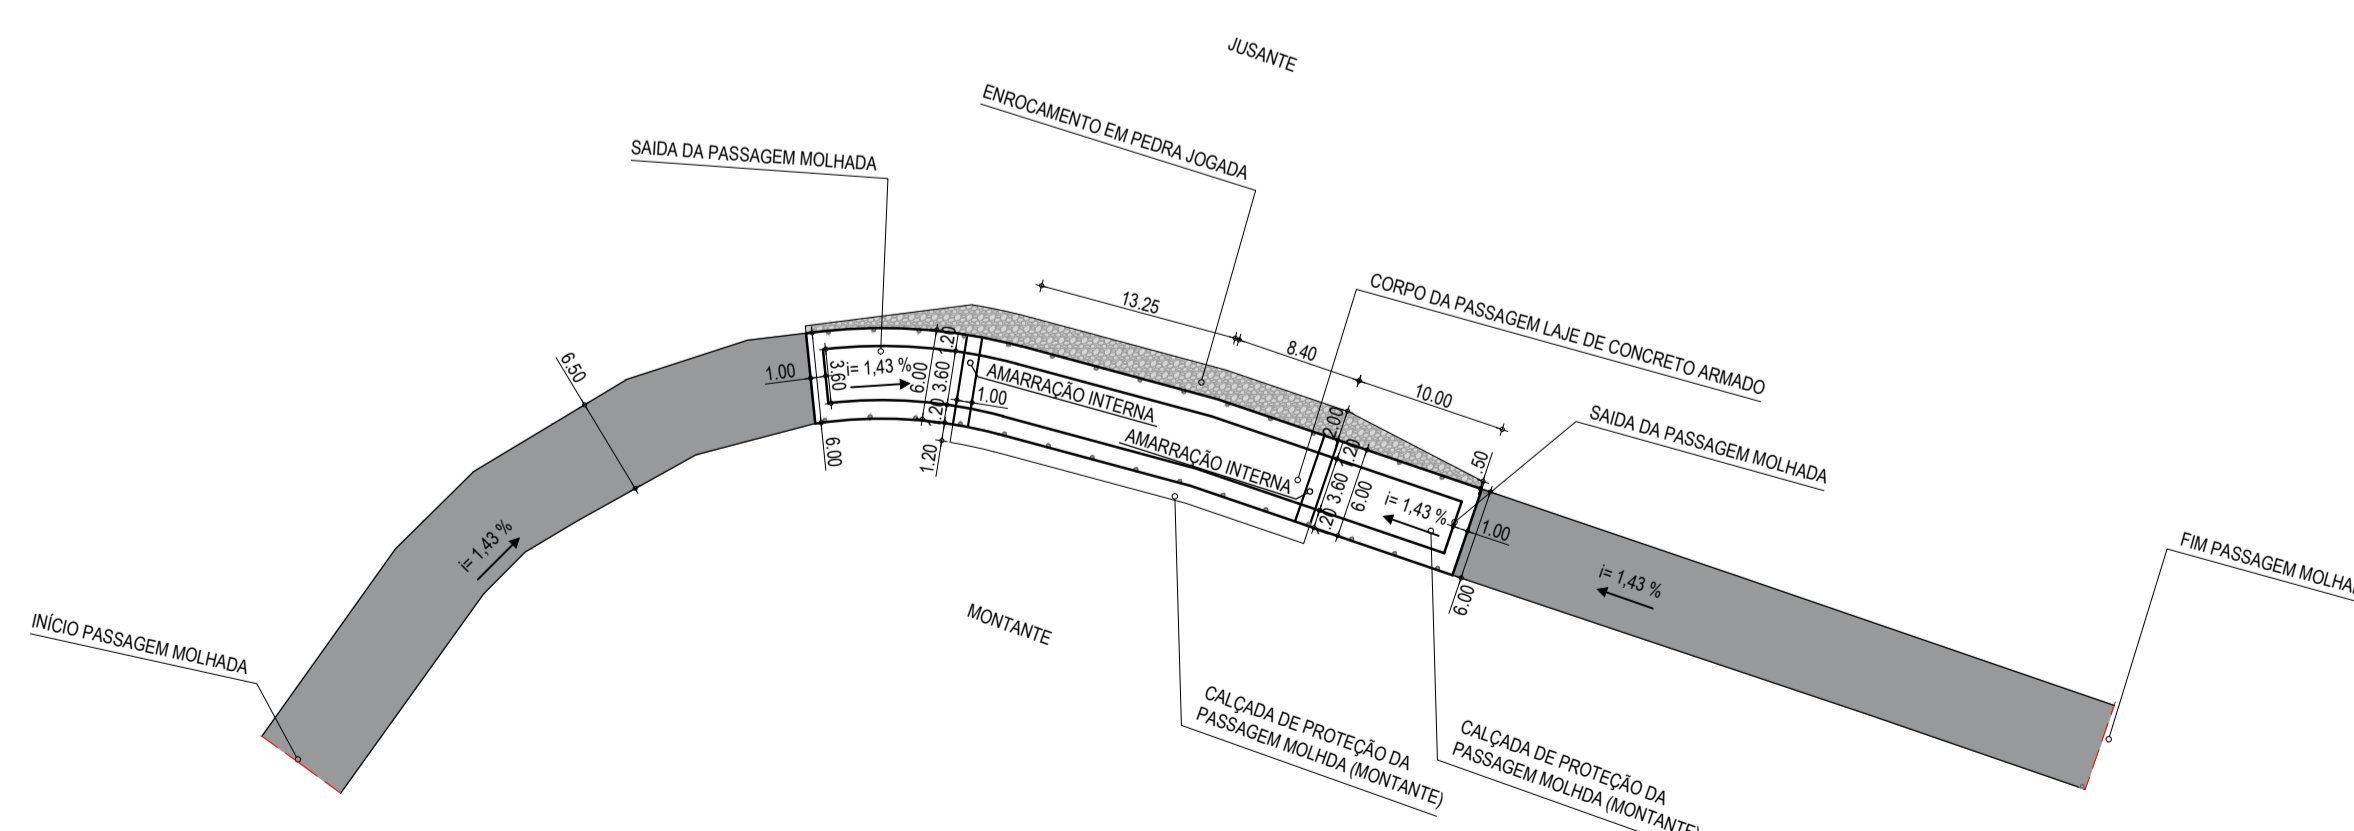 JUSANTE
ENROCAMENTO EM PEDRA JOGADA
SAIDA DA PASSAGEM MOLHADA
CORPO DA PASSAGEM LAJE DE CONCRETO ARMADO
13.25
8.40
10.00
SAIDA DA PASSAGEM MOLHADA
6.50
1.00
3.60
i= 1,43 %
6.00
3.60
1.20
1.20
1.00
AMARRAÇÃO INTERNA
AMARRAÇÃO INTERNA
2.00
1.20
3.60
6.00
1.20
i= 1,43 %
.50
1.00
6.00
1.20
6.00
i= 1,43 %
i= 1,43 %
FIM PASSAGEM
INÍCIO PASSAGEM MOLHADA
MONTANTE
CALÇADA DE PROTEÇÃO DA
PASSAGEM MOLHDA (MONTANTE)
CALÇADA DE PROTEÇÃO DA
PASSAGEM MOLHDA (MONTANTE)